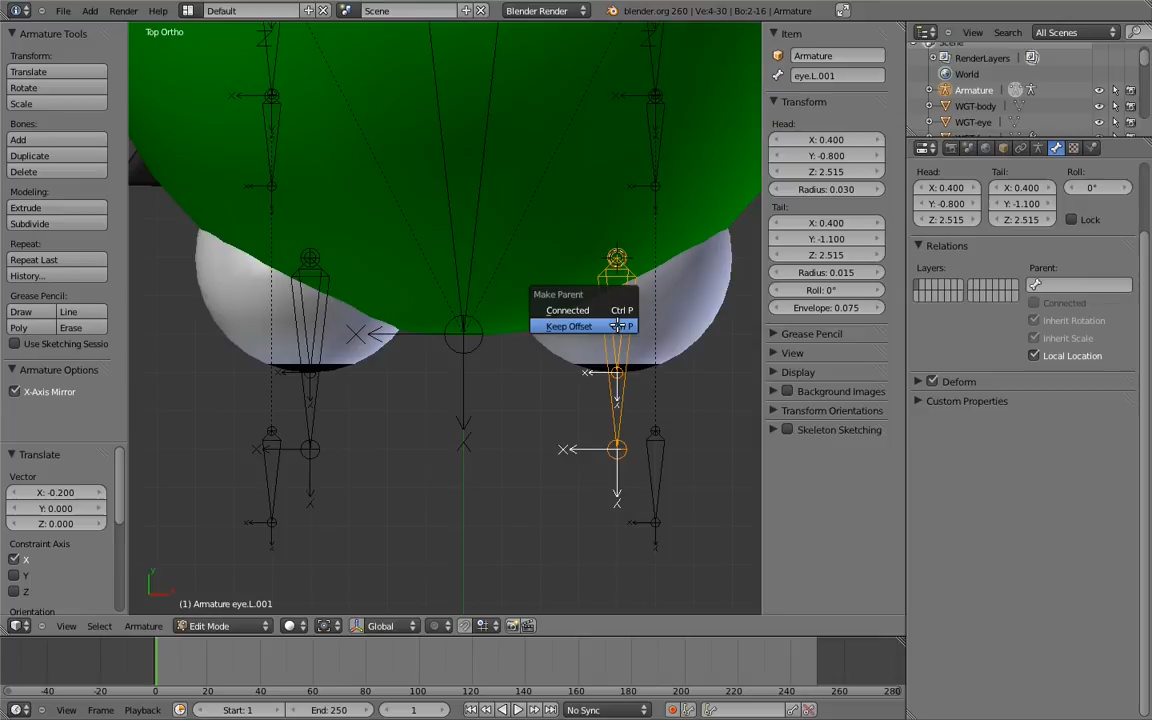 File Add Render Help
Default
Scene
Blender Render
blender.org 260 | Ve:4-30 | Bo:2-16 | Armature
Armature Tools
Transform:
Translate
Rotate
Scale
Bones:
Add
Duplicate
Delete
Modeling:
Extrude
Subdivide
Repeat:
Repeat Last
History...
Grease Pencil:
Draw Line
Poly Erase
Use Sketching Sessio
Armature Options
X-Axis Mirror
Translate
Vector
X: -0.200
Y: 0.000
Z: 0.000
Constraint Axis
X
Y
Z
Orientation
Top Ortho
Make Parent
Connected Ctrl P
Keep Offset P
(1) Armature eye.L.001
Item
Armature
eye.L.001
Transform
Head:
X: 0.400
Y: -0.800
Z: 2.515
Radius: 0.030
Tail:
X: 0.400
Y: -1.100
Z: 2.515
Radius: 0.015
Roll: 0°
Envelope: 0.075
Grease Pencil
View
Display
Background Images
Transform Orientations
Skeleton Sketching
View Search All Scenes
RenderLayers
World
Armature
WGT-body
WGT-eye
Head: Tail: Roll:
X: 0.400 X: 0.400 0°
Y: -0.800 Y: -1.100 Lock
Z: 2.515 Z: 2.515
Relations
Layers: Parent:
Connected
Inherit Rotation
Inherit Scale
Local Location
Deform
Custom Properties
View Select Armature Edit Mode Global
-40 -20 0 20 40 60 80 100 120 140 160 180 200 220 240 260 280
View Frame Playback Start: 1 End: 250 1 No Sync